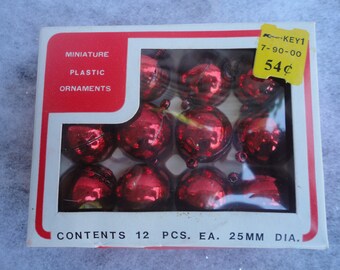 MINIATURE
PLASTIC
ORNAMENTS
KEY1
7-90-00
54¢
CONTENTS 12 PCS. EA. 25MM DIA.